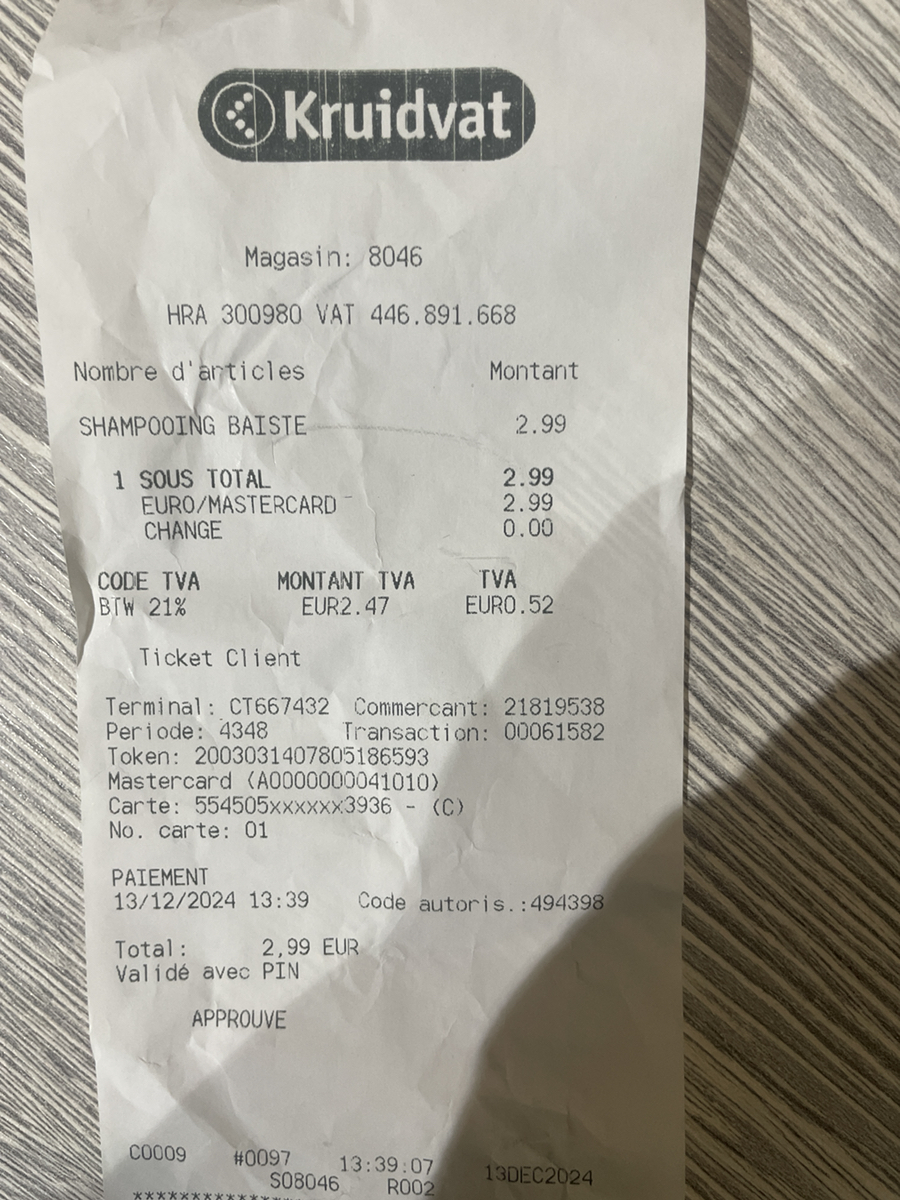 Kruidvat
Magasin: 8046
HRA 300980 VAT 446.891.668
Nombre d'articles Montant
SHAMPOOING BAISTE 2.99
1 SOUS TOTAL 2.99
EURO/MASTERCARD 2.99
CHANGE 0.00
CODE TVA MONTANT TVA TVA
BTW 21% EUR2.47 EUR0.52
Ticket Client
Terminal: CT667432 Commercant: 21819538
Periode: 4348 Transaction: 00061582
Token: 2003031407805186593
Mastercard (A0000000041010)
Carte: 554505xxxxxx3936 - (C)
No. carte: 01
PAIEMENT
13/12/2024 13:39 Code autoris.:494398
Total: 2,99 EUR
Validé avec PIN
APPROUVE
C0009 #0097 13:39:07 13DEC2024
S08046 R002
*****************